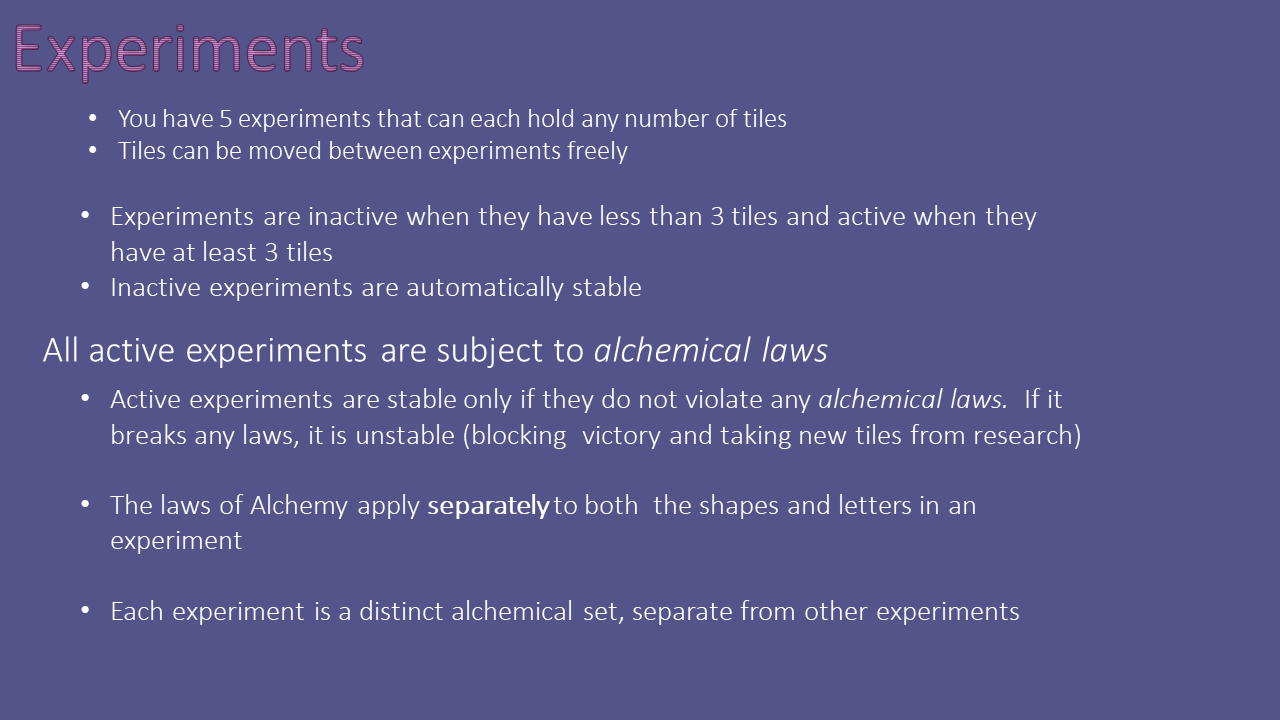 Experiments
• You have 5 experiments that can each hold any number of tiles
• Tiles can be moved between experiments freely
• Experiments are inactive when they have less than 3 tiles and active when they
have at least 3 tiles
• Inactive experiments are automatically stable
All active experiments are subject to alchemical laws
• Active experiments are stable only if they do not violate any alchemical laws. If it
breaks any laws, it is unstable (blocking victory and taking new tiles from research)
• The laws of Alchemy apply separately to both the shapes and letters in an
experiment
• Each experiment is a distinct alchemical set, separate from other experiments